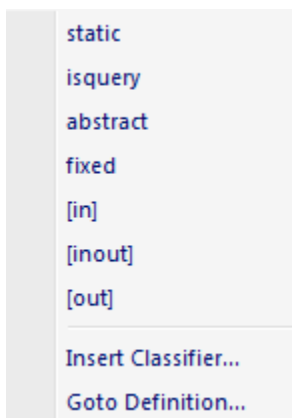 static
isquery
abstract
fixed
[in]
[inout]
[out]
Insert Classifier...
Goto Definition...